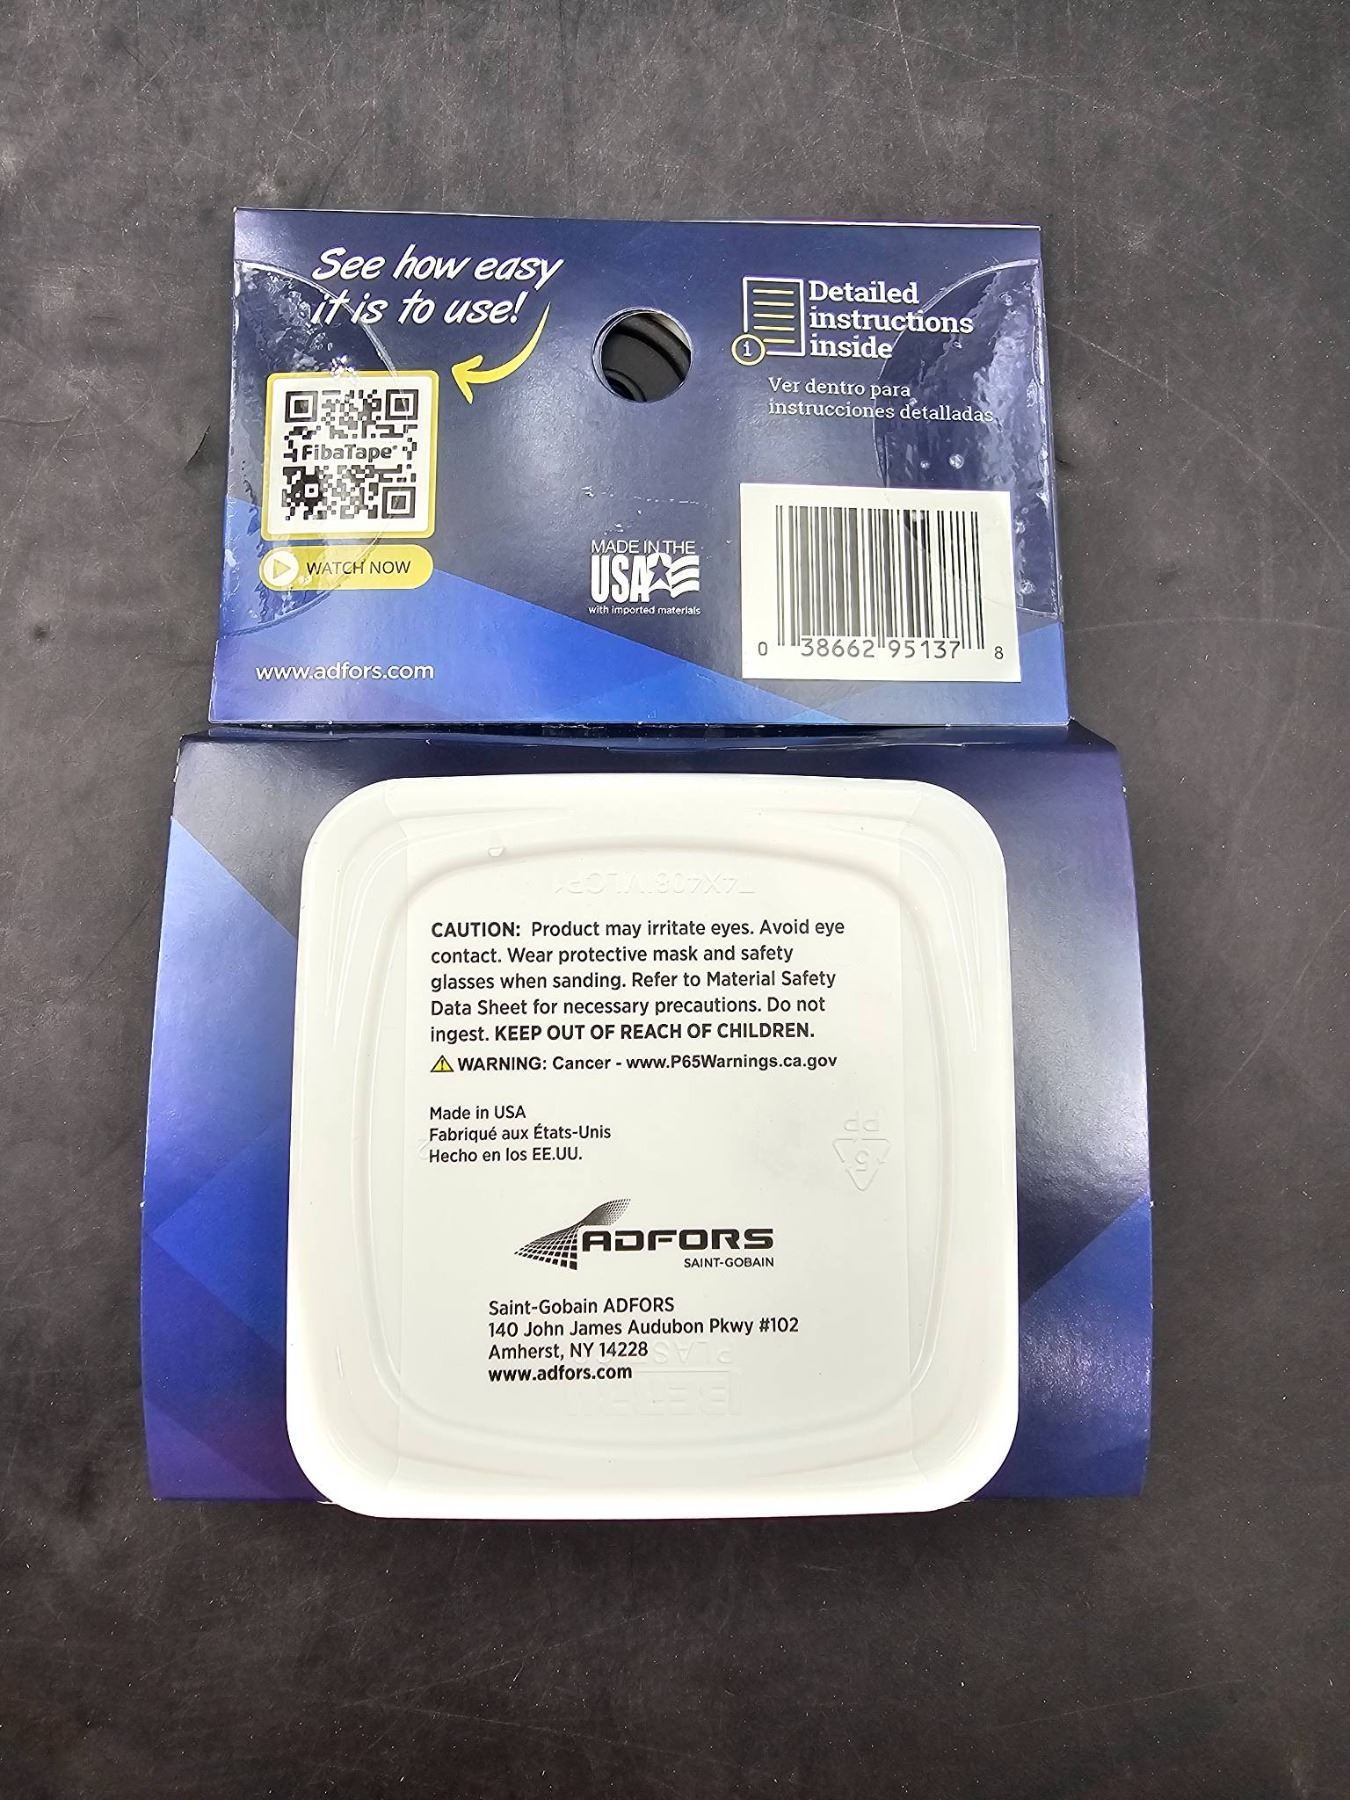 See how easy
it is to use!
FibaTape®
WATCH NOW
www.adfors.com
MADE IN THE
USA
with imported materials
Detailed
instructions
inside
1
Ver dentro para
instrucciones detalladas.
0 38662 95137 8
CAUTION: Product may irritate eyes. Avoid eye
contact. Wear protective mask and safety
glasses when sanding. Refer to Material Safety
Data Sheet for necessary precautions. Do not
ingest. KEEP OUT OF REACH OF CHILDREN.
WARNING: Cancer - www.P65Warnings.ca.gov
Made in USA
Fabriqué aux États-Unis
Hecho en los EE.UU.
5
PP
ADFORS
SAINT-GOBAIN
Saint-Gobain ADFORS
140 John James Audubon Pkwy #102
Amherst, NY 14228
www.adfors.com